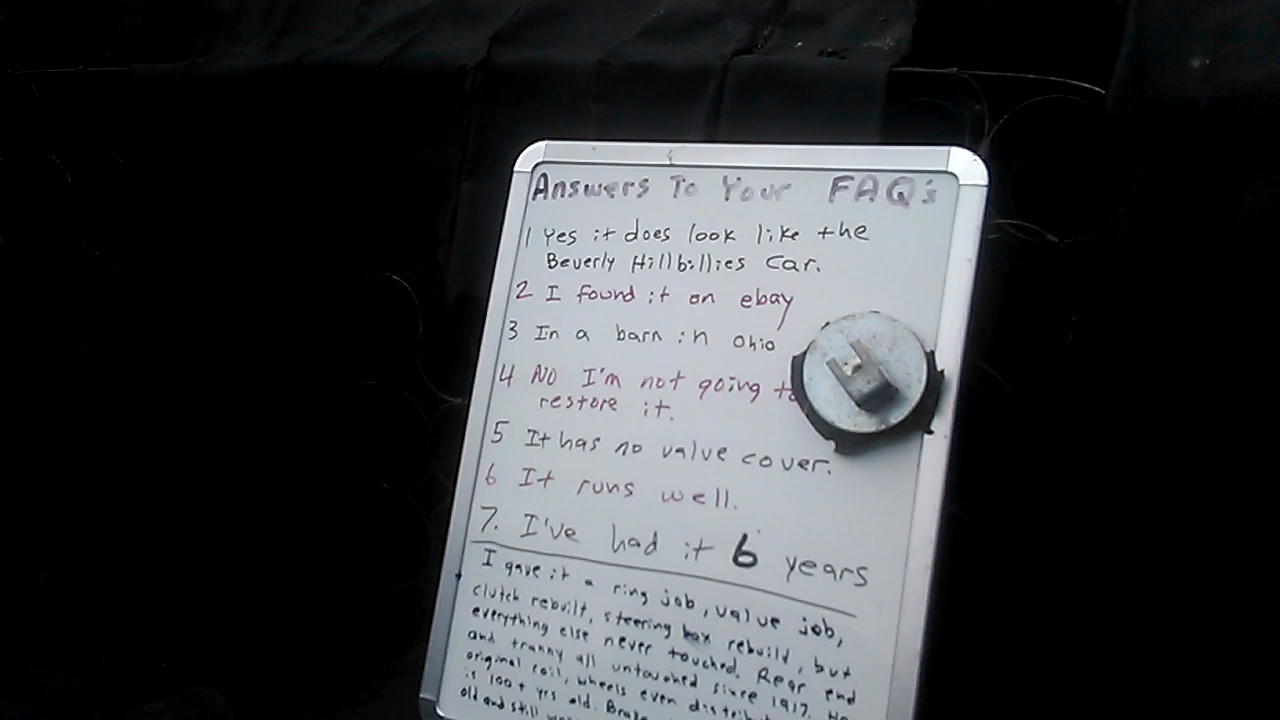 Answers To Your FAQ's
1 Yes it does look like the
Beverly Hillbillies Car.
2 I found it on ebay
3 In a barn in Ohio
4 No I'm not going to
restore it.
5 It has no value cover.
6 It runs well.
7. I've had it 6 years
I gave it a ring job, value job,
clutch rebuilt, steering box rebuild, but
everything else never touched. Rear end
and tranny all untouched since 1917. Has
original coil, wheels even
is 100+ yrs old.
old and still